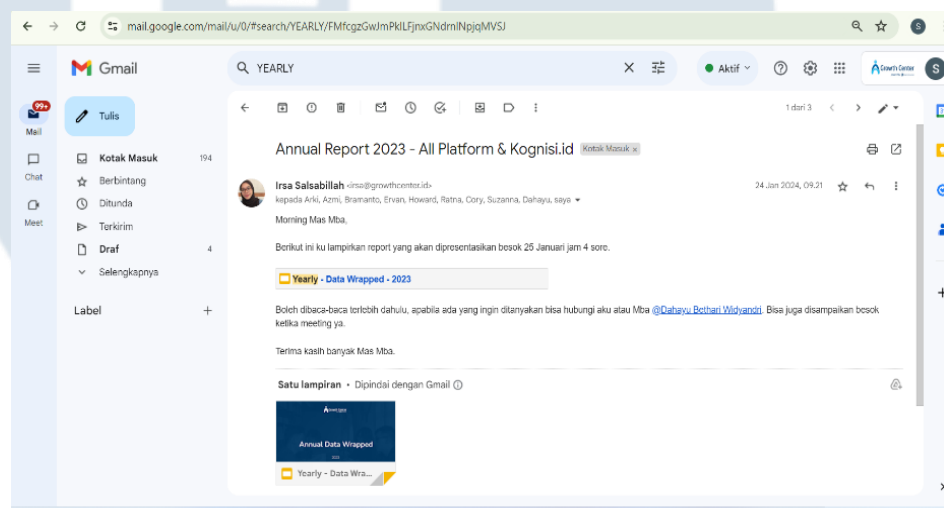 mail.google.com/mail/u/0/#search/YEARLY/FMfcgzGwJmPklLFjnxGNdrnlNpjqMVSJ
S
Gmail
YEARLY
Aktif
Growth Center
S
99+
Mail
Tulis
1 dari 3
Chat
Meet
Kotak Masuk 194
Berbintang
Ditunda
Terkirim
Draf 4
Selengkapnya
Label +
Annual Report 2023 - All Platform & Kognisi.id Kotak Masuk x
Irsa Salsabillah <irsa@growthcenter.id>
24 Jan 2024, 09.21
kepada Arki, Azmi, Bramanto, Ervan, Howard, Ratna, Cory, Suzanna, Dahayu, saya
Morning Mas Mba,
Berikut ini ku lampirkan report yang akan dipresentasikan besok 25 Januari jam 4 sore.
Yearly - Data Wrapped - 2023
Boleh dibaca-baca terlebih dahulu, apabila ada yang ingin ditanyakan bisa hubungi aku atau Mba @Dahayu Bethari Widyandri. Bisa juga disampaikan besok
ketika meeting ya.
Terima kasih banyak Mas Mba.
Satu lampiran • Dipindai dengan Gmail
Annual Data Wrapped
Yearly - Data Wra...